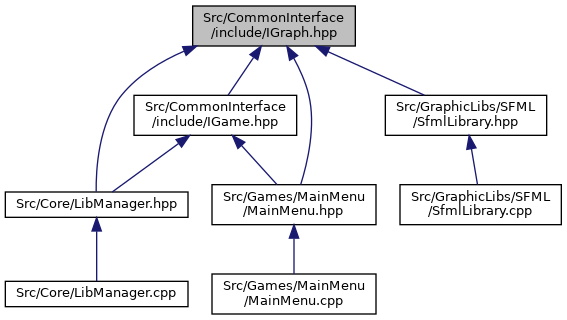 Src/CommonInterface
/include/IGraph.hpp
Src/CommonInterface
/include/IGame.hpp
Src/GraphicLibs/SFML
/SfmlLibrary.hpp
Src/Core/LibManager.hpp
Src/Games/MainMenu
/MainMenu.hpp
Src/GraphicLibs/SFML
/SfmlLibrary.cpp
Src/Core/LibManager.cpp
Src/Games/MainMenu
/MainMenu.cpp